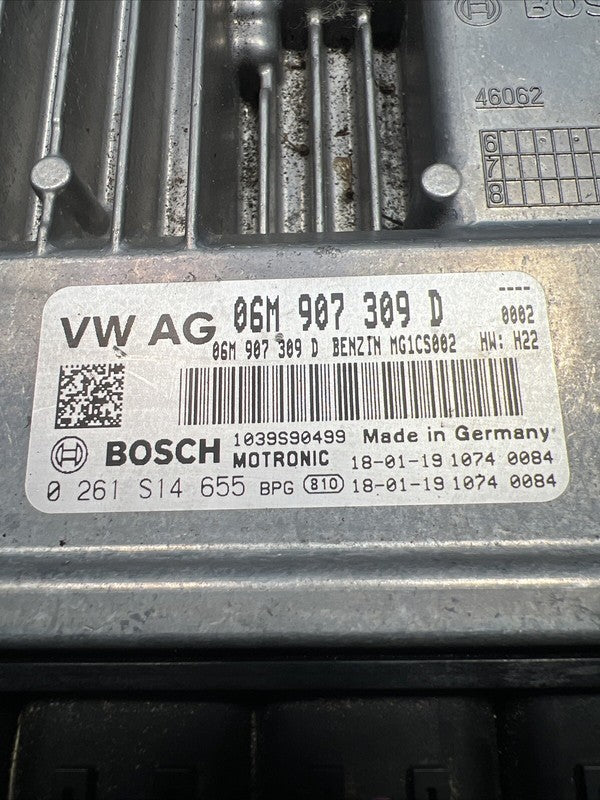 BOSCH
46062
6
7
8
VW AG 06M 907 309 D ----
06M 907 309 D BENZIN MG1CS002 0002
HW: H22
BOSCH 1039S90499 Made in Germany
MOTRONIC 18-01-19 1074 0084
0 261 S14 655 BPG 810 18-01-19 1074 0084